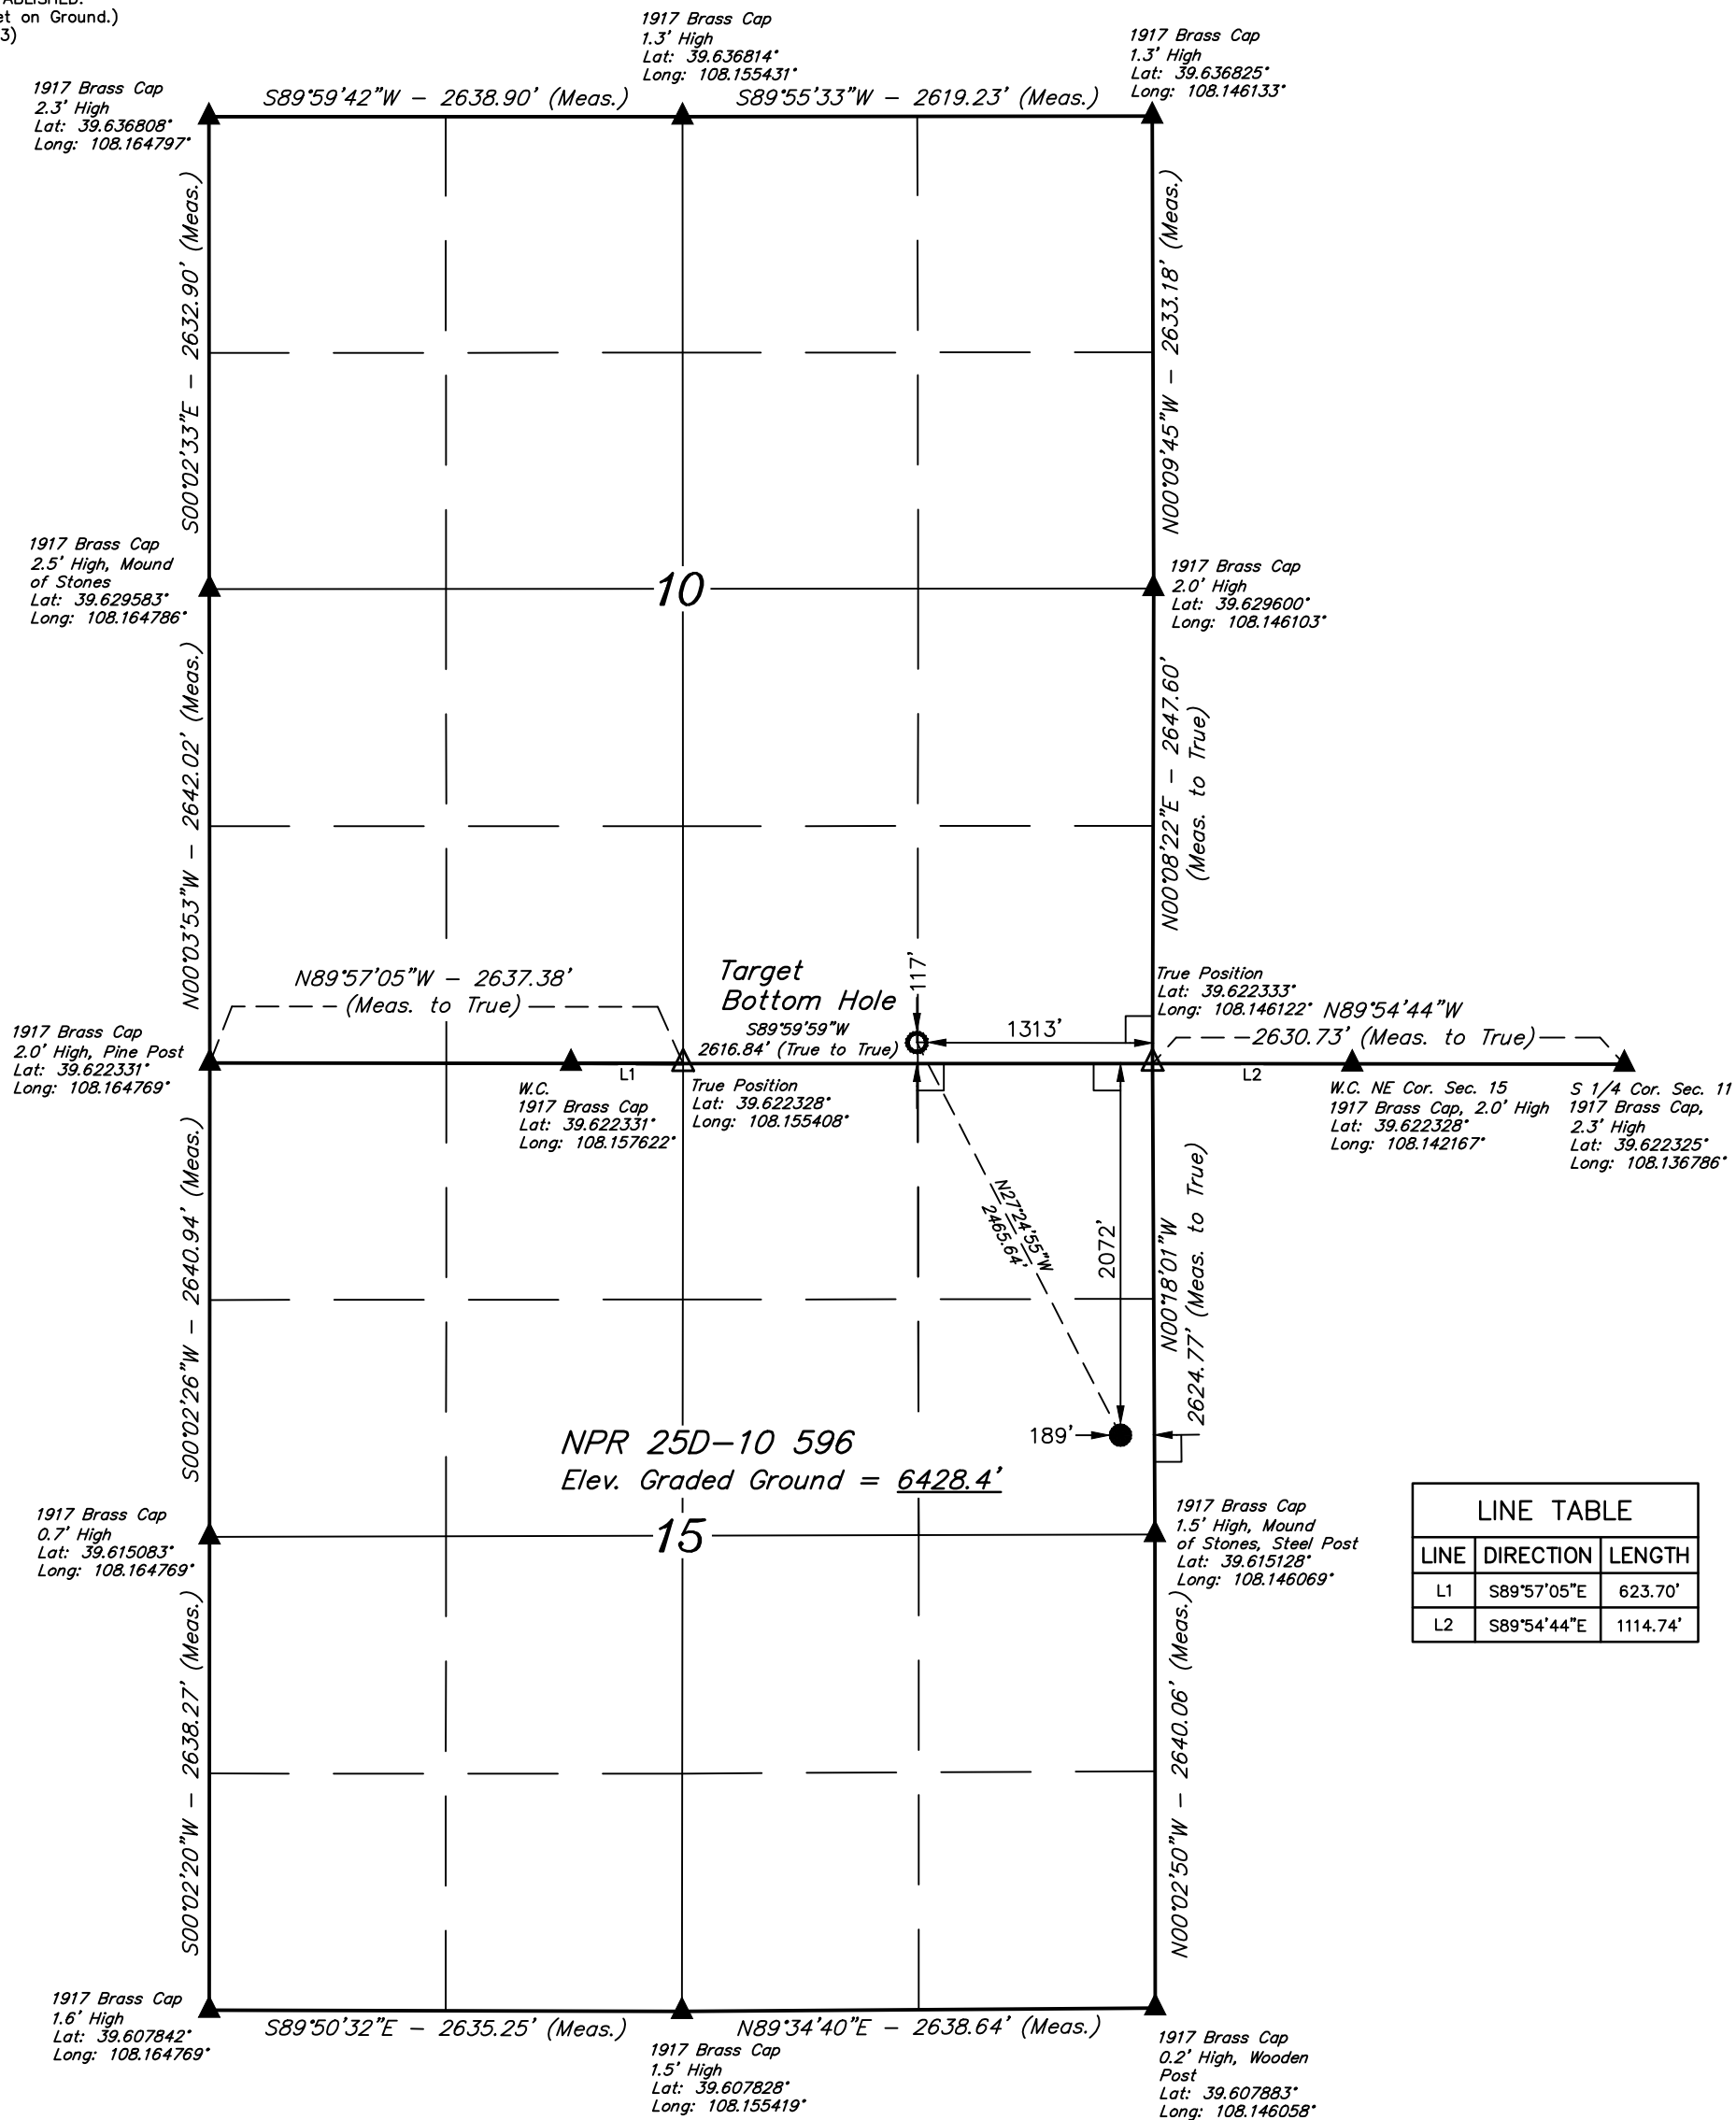 ABLISHED.
et on Ground.)
3)
1917 Brass Cap
1.3' High
Lat: 39.636814°
Long: 108.155431°
1917 Brass Cap
1.3' High
Lat: 39.636825°
Long: 108.146133°
1917 Brass Cap
2.3' High
Lat: 39.636808°
Long: 108.164797°
S89°59'42"W - 2638.90' (Meas.)
S89°55'33"W - 2619.23' (Meas.)
S00°02'33"E - 2632.90' (Meas.)
N00°09'45"W - 2633.18' (Meas.)
1917 Brass Cap
2.5' High, Mound
of Stones
Lat: 39.629583°
Long: 108.164786°
10
1917 Brass Cap
2.0' High
Lat: 39.629600°
Long: 108.146103°
N00°03'53"W - 2642.02' (Meas.)
N00°08'22"E - 2647.60'
(Meas. to True)
N89°57'05"W - 2637.38'
(Meas. to True)
Target
Bottom Hole
117'
S89°59'59"W
2616.84' (True to True)
1313'
True Position
Lat: 39.622333°
Long: 108.146122°
N89°54'44"W
2630.73' (Meas. to True)
1917 Brass Cap
2.0' High, Pine Post
Lat: 39.622331°
Long: 108.164769°
L1
L2
W.C.
1917 Brass Cap
Lat: 39.622331°
Long: 108.157622°
True Position
Lat: 39.622328°
Long: 108.155408°
W.C. NE Cor. Sec. 15
1917 Brass Cap, 2.0' High
Lat: 39.622328°
Long: 108.142167°
S 1/4 Cor. Sec. 11
1917 Brass Cap,
2.3' High
Lat: 39.622325°
Long: 108.136786°
S00°02'26"W - 2640.94' (Meas.)
N27°24'55"W
2465.64'
2072'
N00°18'01"W
2624.77' (Meas. to True)
189'
NPR 25D-10 596
Elev. Graded Ground = 6428.4'
1917 Brass Cap
0.7' High
Lat: 39.615083°
Long: 108.164769°
15
1917 Brass Cap
1.5' High, Mound
of Stones, Steel Post
Lat: 39.615128°
Long: 108.146069°
LINE TABLE
LINE DIRECTION LENGTH
L1 S89°57'05"E 623.70'
L2 S89°54'44"E 1114.74'
S00°02'20"W - 2638.27' (Meas.)
N00°02'50"W - 2640.06' (Meas.)
1917 Brass Cap
1.6' High
Lat: 39.607842°
Long: 108.164769°
S89°50'32"E - 2635.25' (Meas.)
N89°34'40"E - 2638.64' (Meas.)
1917 Brass Cap
1.5' High
Lat: 39.607828°
Long: 108.155419°
1917 Brass Cap
0.2' High, Wooden
Post
Lat: 39.607883°
Long: 108.146058°